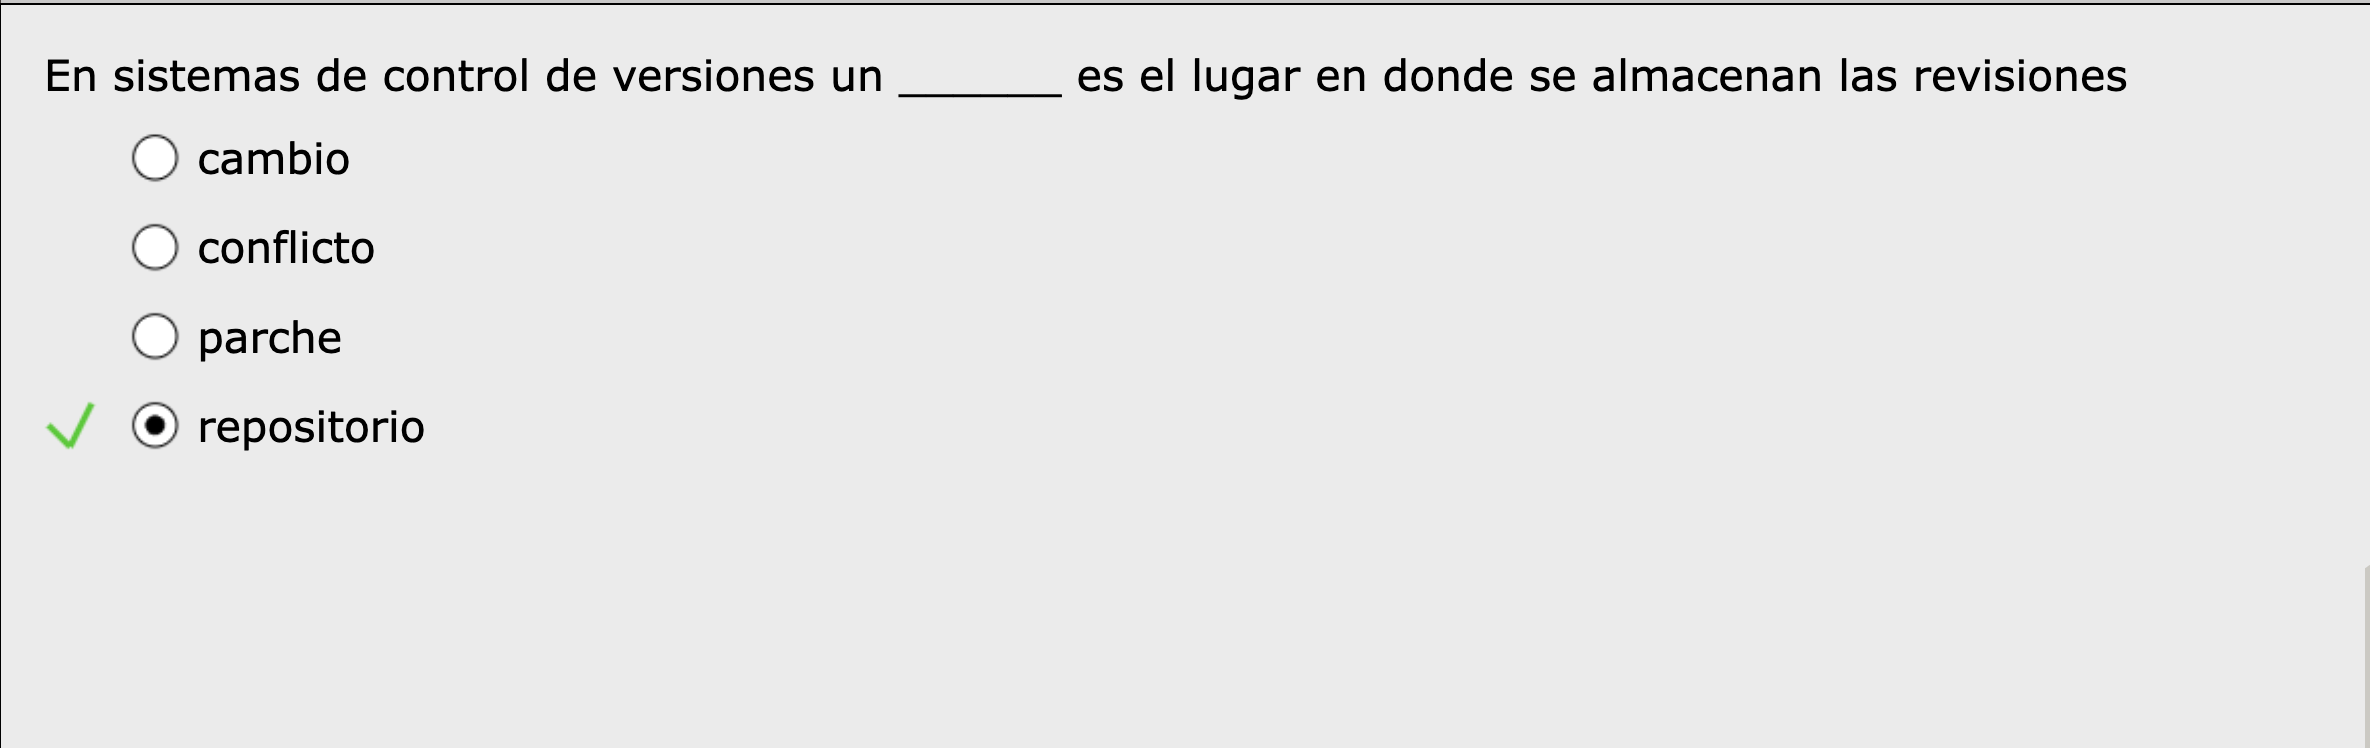 En sistemas de control de versiones un _______ es el lugar en donde se almacenan las revisiones
cambio
conflicto
parche
repositorio